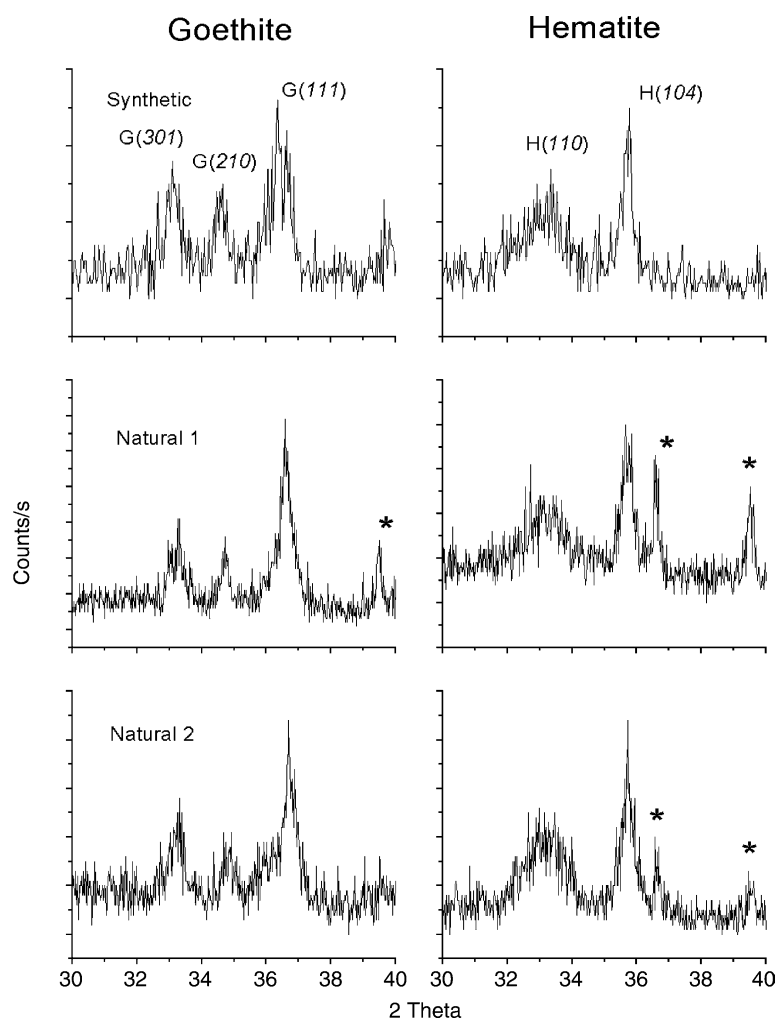 Goethite
Hematite
Synthetic
G(111)
G(301)
G(210)
H(104)
H(110)
Natural 1
*
*
*
Counts/s
Natural 2
*
*
30 32 34 36 38 40
30 32 34 36 38 40
2 Theta